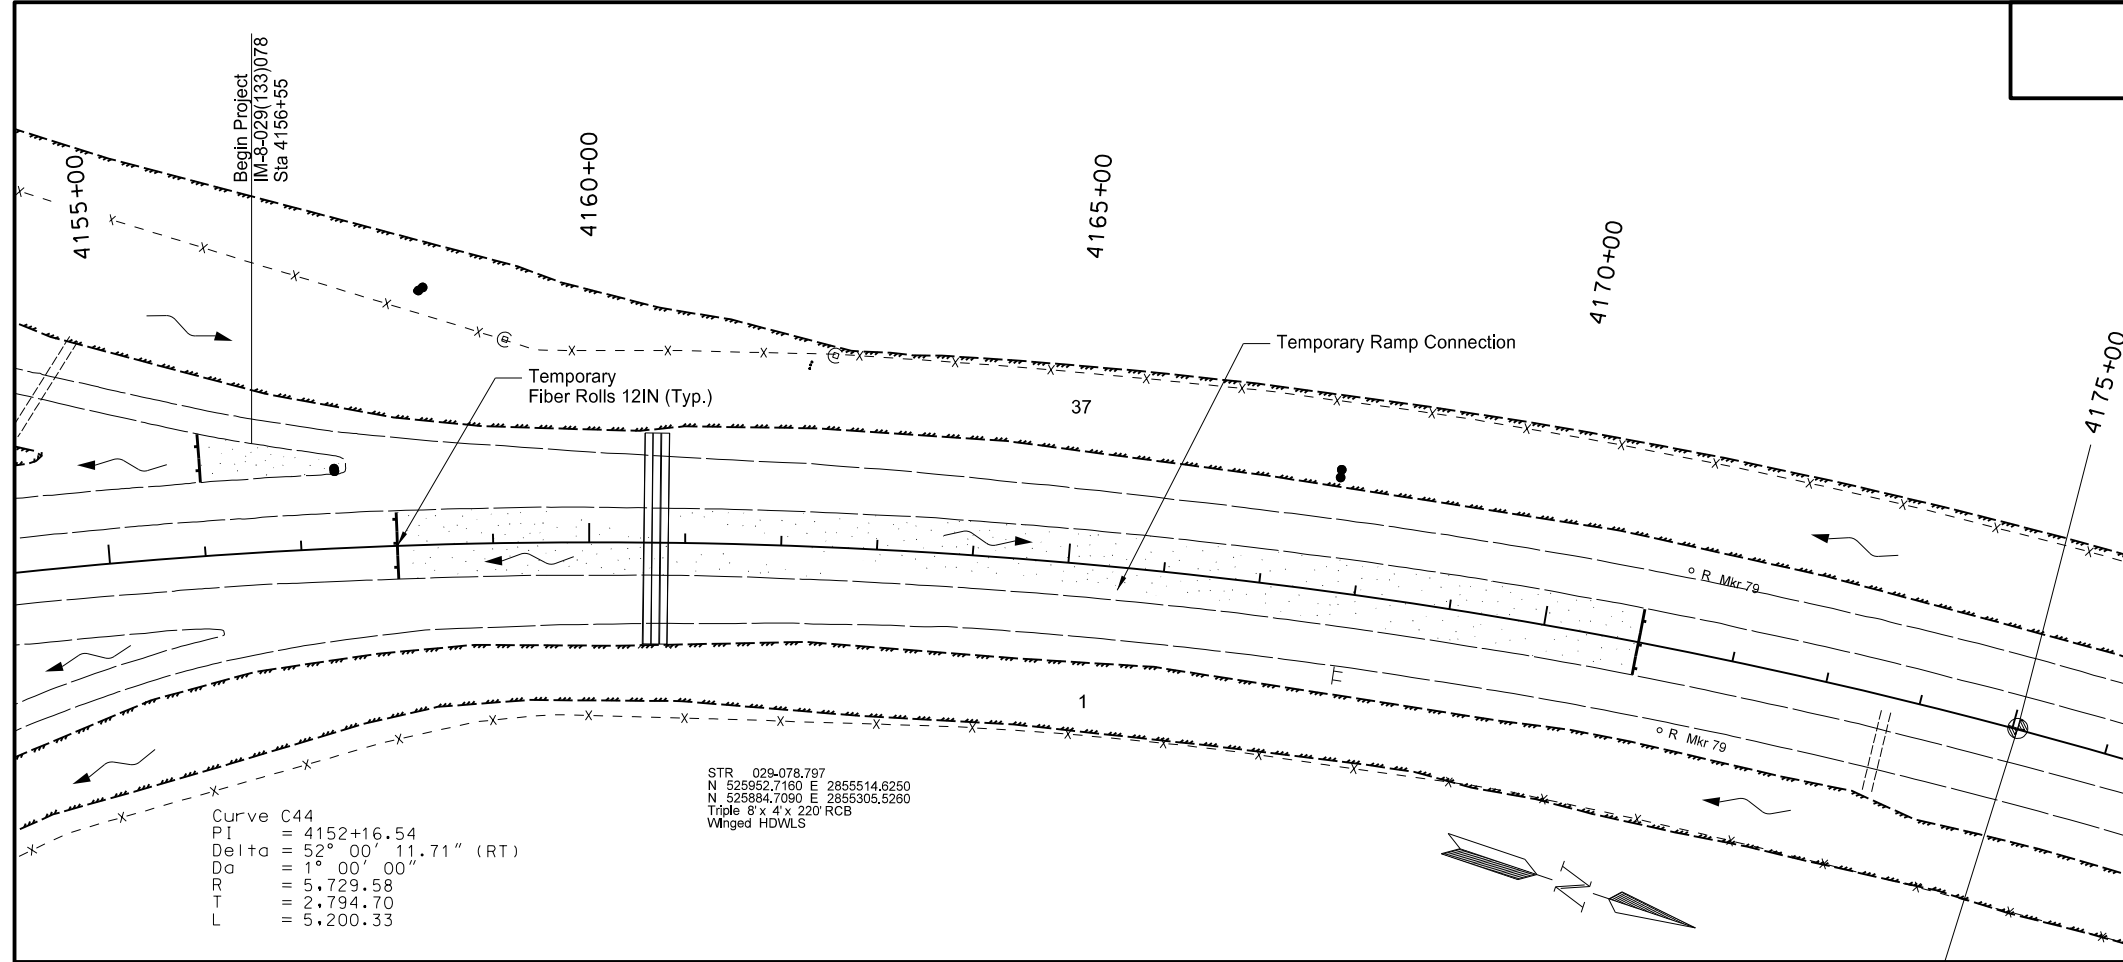 Begin Project
IM-8-029(133)078
Sta 4156+55
4155+00
4160+00
4165+00
4170+00
4175+00
Temporary Ramp Connection
Temporary
Fiber Rolls 12IN (Typ.)
37
R Mkr 79
1
R Mkr 79
STR 029-078.797
N 525952.7160 E 2855514.6250
N 525884.7090 E 2855305.5260
Triple 8' x 4' x 220' RCB
Winged HDWLS
Curve C44
PI = 4152+16.54
Delta = 52° 00' 11.71" (RT)
Da = 1° 00' 00"
R = 5,729.58
T = 2,794.70
L = 5,200.33
N